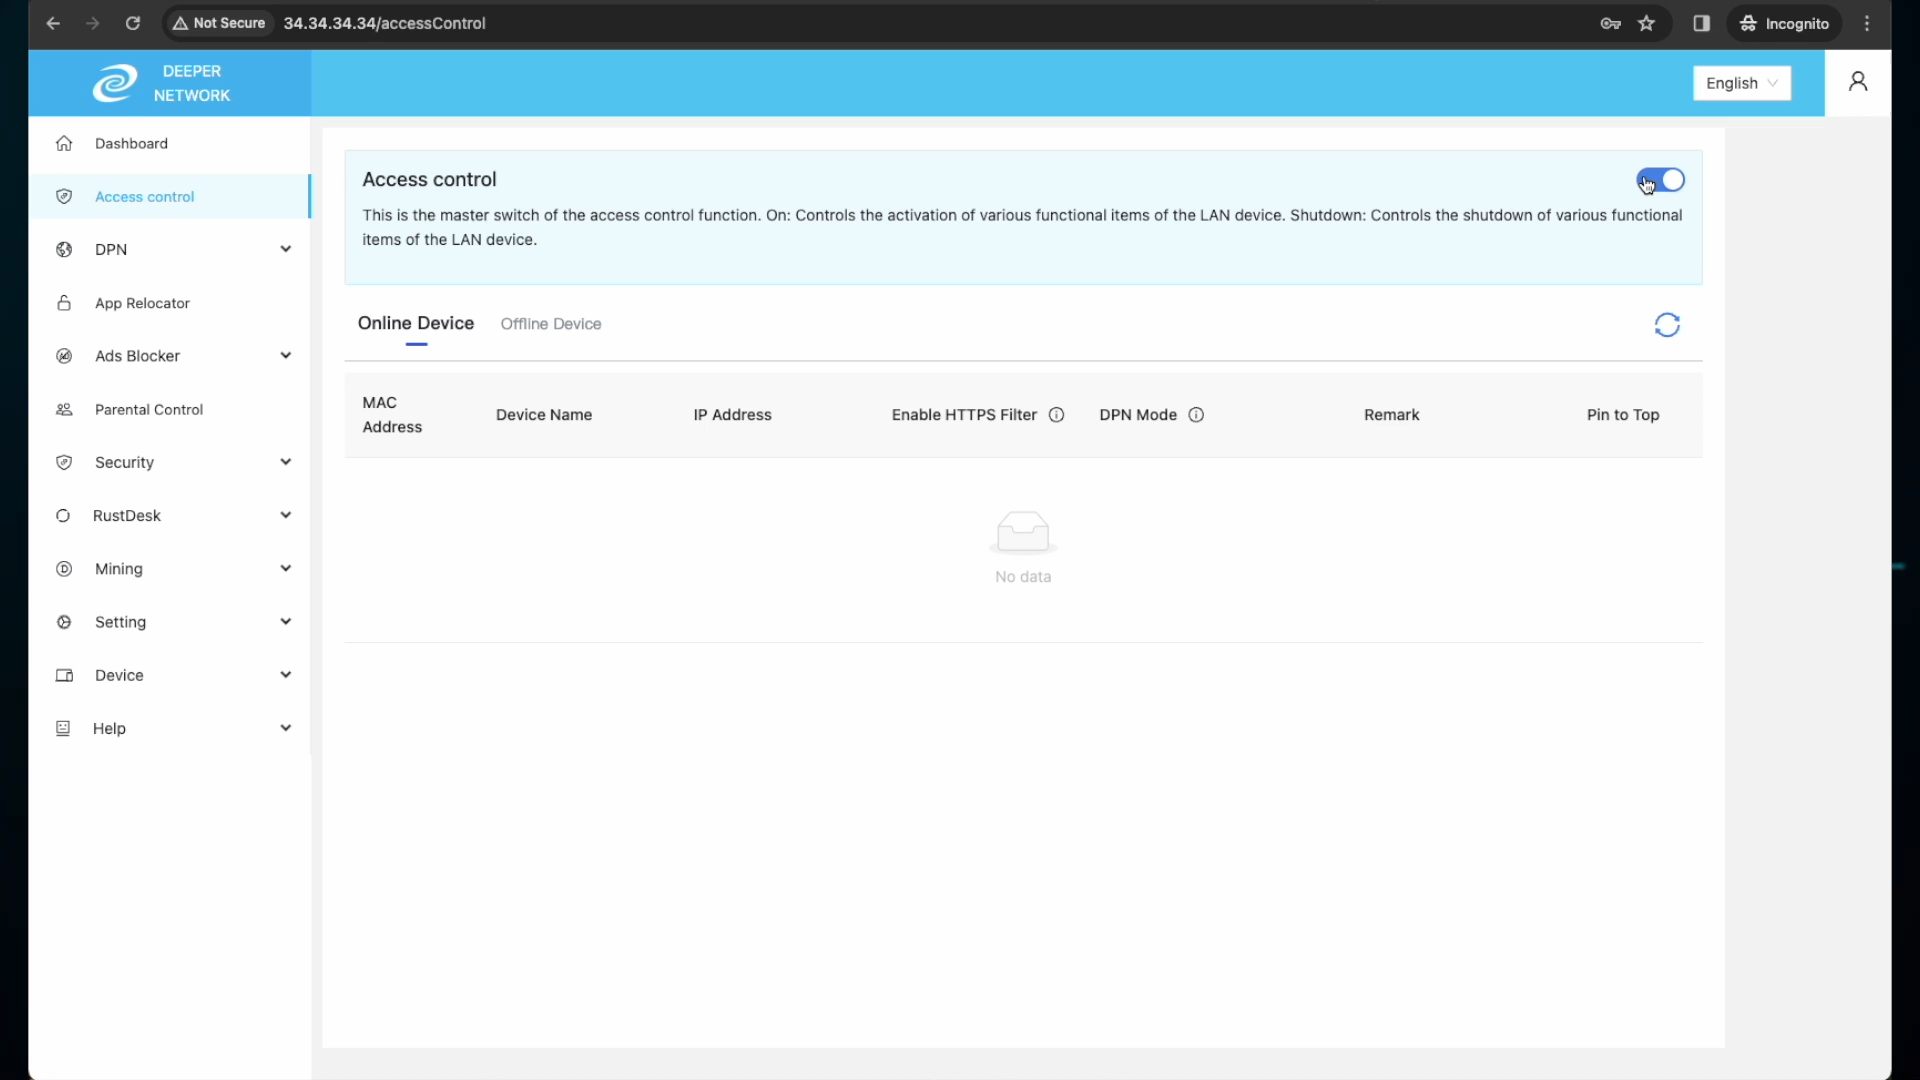 Not Secure
34.34.34.34/accessControl
Incognito
DEEPER
NETWORK
English
Dashboard
Access control
DPN
App Relocator
Ads Blocker
Parental Control
Security
RustDesk
Mining
Setting
Device
Help
Access control
This is the master switch of the access control function. On: Controls the activation of various functional items of the LAN device. Shutdown: Controls the shutdown of various functional
items of the LAN device.
Online Device
Offline Device
MAC
Address
Device Name
IP Address
Enable HTTPS Filter
DPN Mode
Remark
Pin to Top
No data